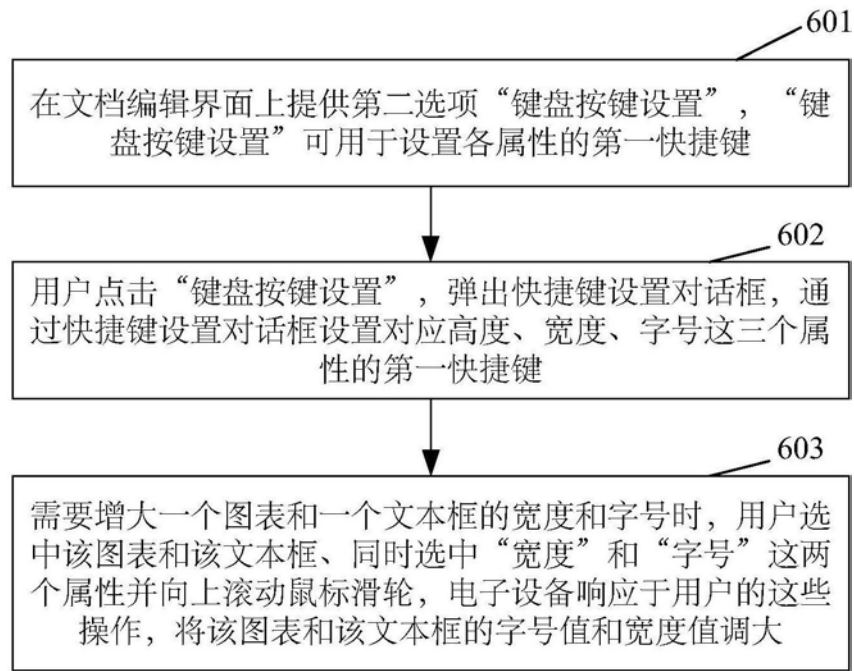 601
在文档编辑界面上提供第二选项“键盘按键设置”，“键
盘按键设置”可用于设置各属性的第一快捷键
602
用户点击“键盘按键设置”，弹出快捷键设置对话框，通
过快捷键设置对话框设置对应高度、宽度、字号这三个属
性的第一快捷键
603
需要增大一个图表和一个文本框的宽度和字号时，用户选
中该图表和该文本框、同时选中“宽度”和“字号”这两
个属性并向上滚动鼠标滑轮，电子设备响应于用户的这些
操作，将该图表和该文本框的字号值和宽度值调大